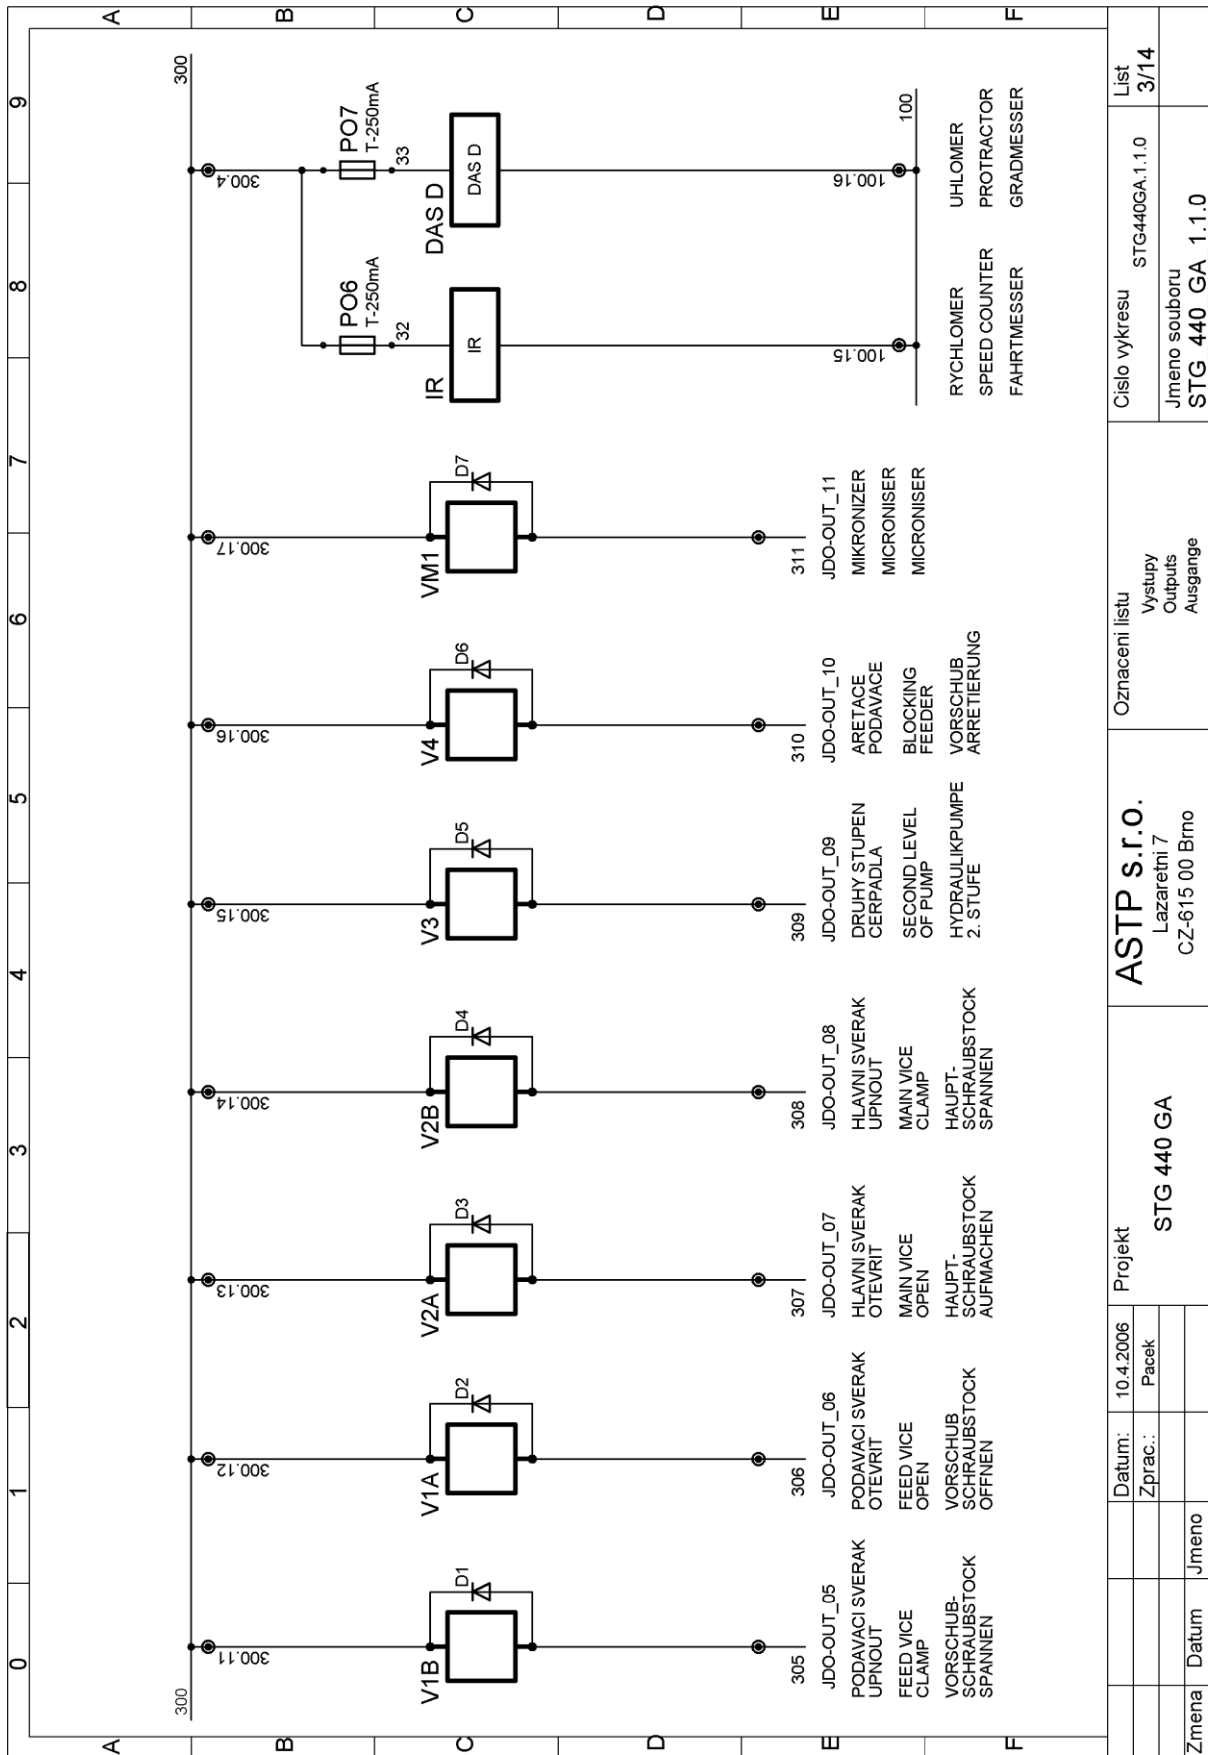 0 1 2 3 4 5 6 7 8 9
A
B
C
D
E
F
A
B
C
D
E
F
300
300
300.11
300.12
300.13
300.14
300.15
300.16
300.17
300.4
PO6
T-250mA
32
PO7
T-250mA
33
V1B
D1
V1A
D2
V2A
D3
V2B
D4
V3
D5
V4
D6
VM1
D7
IR
IR
DAS D
DAS D
100.15
100.16
100
305
JDO-OUT_05
PODAVACI SVERAK
UPNOUT
FEED VICE
CLAMP
VORSCHUB-
SCHRAUBSTOCK
SPANNEN
306
JDO-OUT_06
PODAVACI SVERAK
OTEVRIT
FEED VICE
OPEN
VORSCHUB
SCHRAUBSTOCK
OFFNEN
307
JDO-OUT_07
HLAVNI SVERAK
OTEVRIT
MAIN VICE
OPEN
HAUPT-
SCHRAUBSTOCK
AUFMACHEN
308
JDO-OUT_08
HLAVNI SVERAK
UPNOUT
MAIN VICE
CLAMP
HAUPT-
SCHRAUBSTOCK
SPANNEN
309
JDO-OUT_09
DRUHY STUPEN
CERPADLA
SECOND LEVEL
OF PUMP
HYDRAULIKPUMPE
2. STUFE
310
JDO-OUT_10
ARETACE
PODAVACE
BLOCKING
FEEDER
VORSCHUB
ARRETIERUNG
311
JDO-OUT_11
MIKRONIZER
MICRONISER
MICRONISER
RYCHLOMER
SPEED COUNTER
FAHRTMESSER
UHLOMER
PROTRACTOR
GRADMESSER
Zmena
Datum
Jmeno
Datum:
10.4.2006
Zprac.:
Pacek
Projekt
STG 440 GA
ASTP s.r.o.
Lazaretni 7
CZ-615 00 Brno
Oznaceni listu
Vystupy
Outputs
Ausgange
Cislo vykresu
STG440GA.1.1.0
Jmeno souboru
STG_440_GA_1.1.0
List
3/14